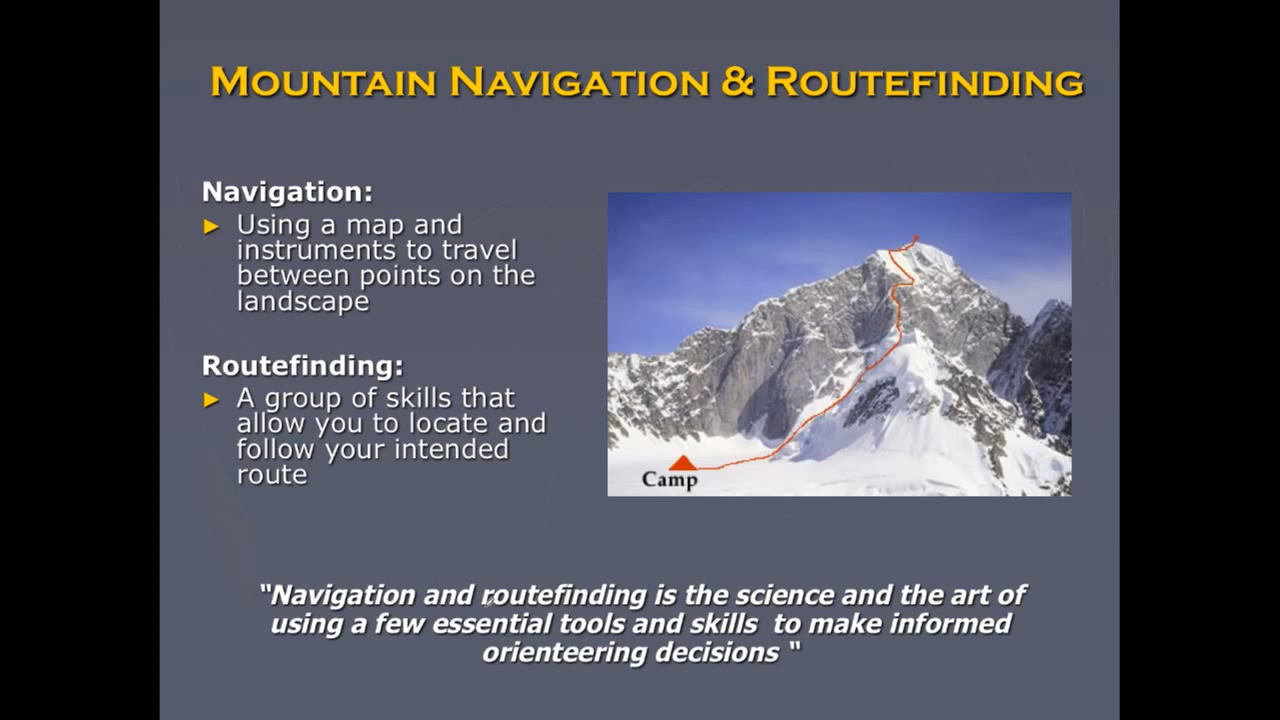 MOUNTAIN NAVIGATION & ROUTEFINDING
Navigation:
► Using a map and
instruments to travel
between points on the
landscape
Routefinding:
► A group of skills that
allow you to locate and
follow your intended
route
Camp
"Navigation and routefinding is the science and the art of
using a few essential tools and skills  to make informed
orienteering decisions "